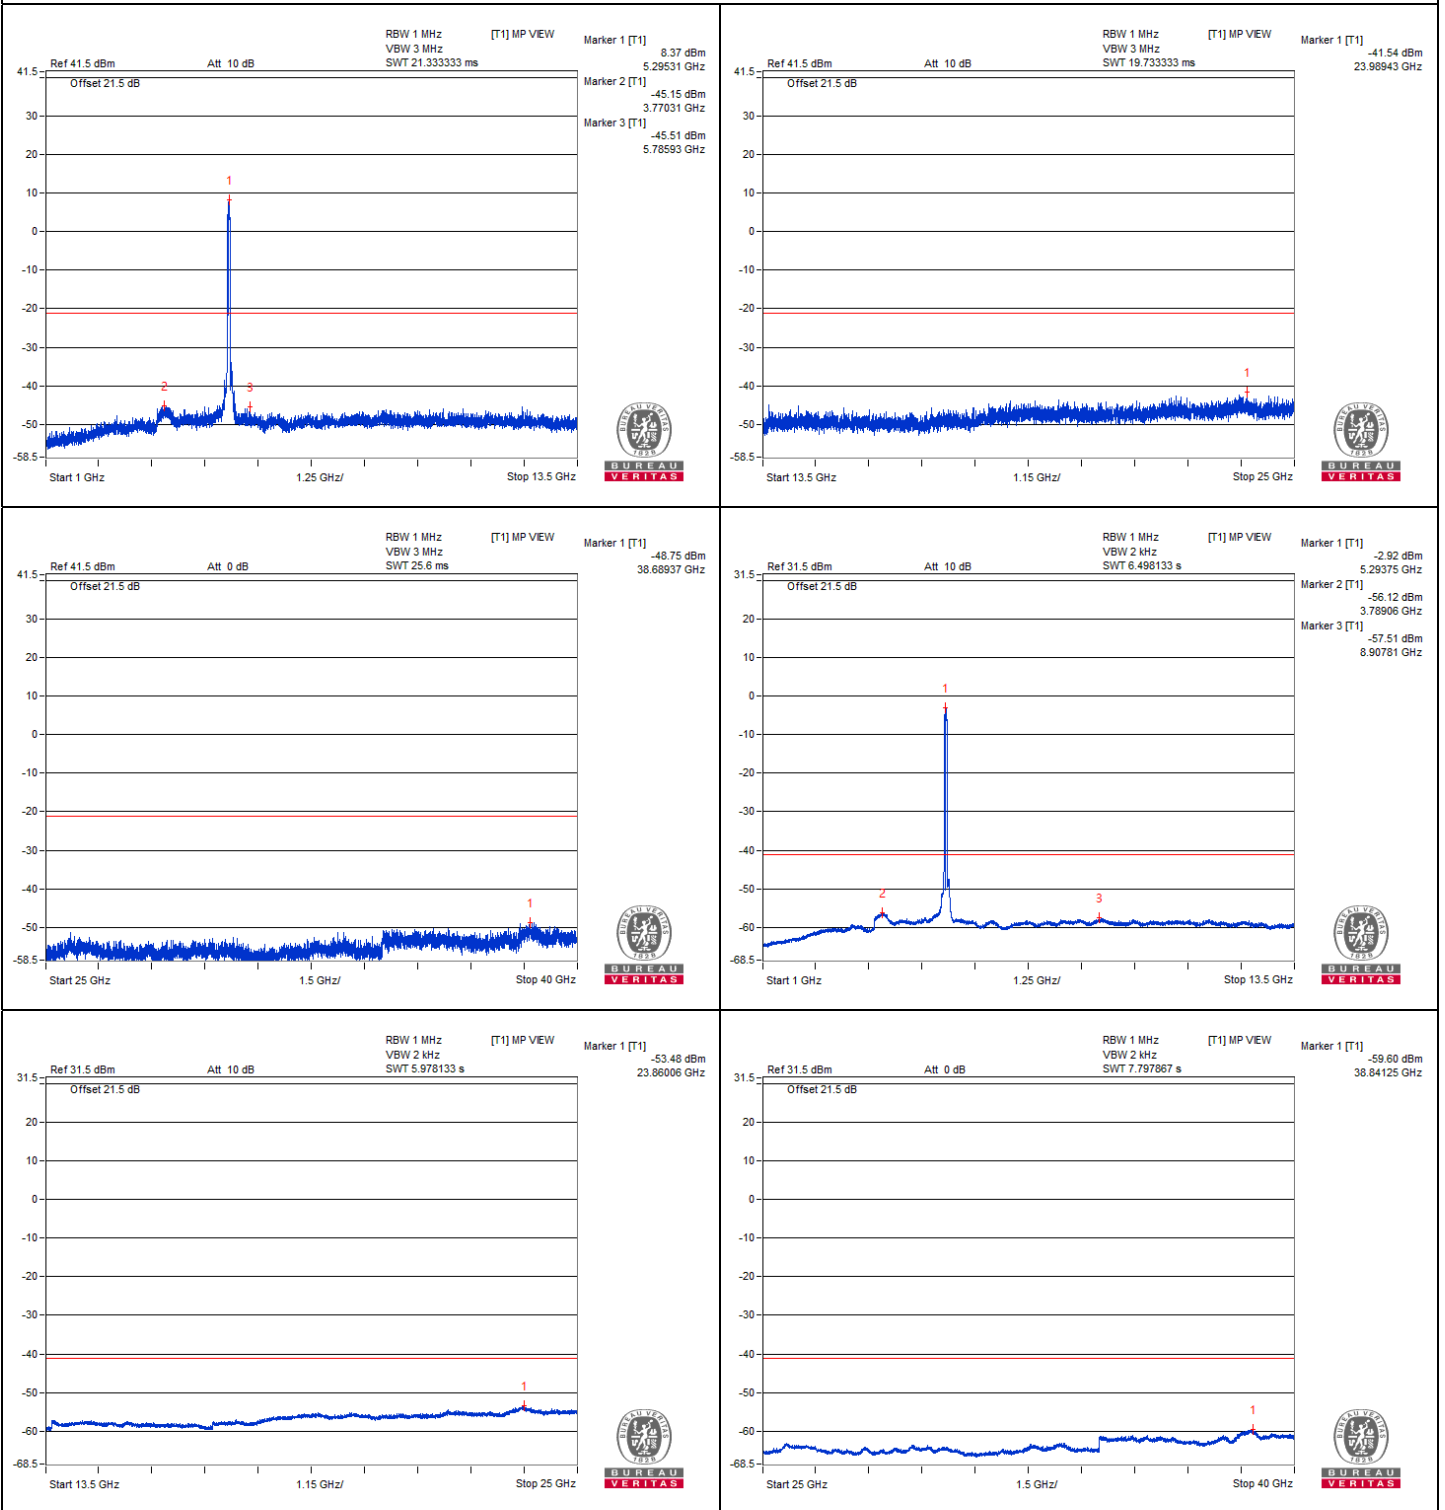 RBW 1 MHz [T1] MP VIEW
VBW 3 MHz
Ref 41.5 dBm Att 10 dB SWT 21.333333 ms
Marker 1 [T1]
8.37 dBm
5.29531 GHz
Marker 2 [T1]
-45.15 dBm
3.77031 GHz
Marker 3 [T1]
-45.51 dBm
5.78593 GHz
Offset 21.5 dB
41.5
30
20
10
0
-10
-20
-30
-40
-50
-58.5
1
2
3
Start 1 GHz 1.25 GHz/ Stop 13.5 GHz
BUREAU VERITAS
1828
BUREAU
VERITAS
RBW 1 MHz [T1] MP VIEW
VBW 3 MHz
Ref 41.5 dBm Att 10 dB SWT 19.733333 ms
Marker 1 [T1]
-41.54 dBm
23.98943 GHz
Offset 21.5 dB
41.5
30
20
10
0
-10
-20
-30
-40
-50
-58.5
1
Start 13.5 GHz 1.15 GHz/ Stop 25 GHz
BUREAU VERITAS
1828
BUREAU
VERITAS
RBW 1 MHz [T1] MP VIEW
VBW 3 MHz
Ref 41.5 dBm Att 0 dB SWT 25.6 ms
Marker 1 [T1]
-48.75 dBm
38.68937 GHz
Offset 21.5 dB
41.5
30
20
10
0
-10
-20
-30
-40
-50
-58.5
1
Start 25 GHz 1.5 GHz/ Stop 40 GHz
BUREAU VERITAS
1828
BUREAU
VERITAS
RBW 1 MHz [T1] MP VIEW
VBW 2 kHz
Ref 31.5 dBm Att 10 dB SWT 6.498133 s
Marker 1 [T1]
-2.92 dBm
5.29375 GHz
Marker 2 [T1]
-56.12 dBm
3.78906 GHz
Marker 3 [T1]
-57.51 dBm
8.90781 GHz
Offset 21.5 dB
31.5
20
10
0
-10
-20
-30
-40
-50
-60
-68.5
1
2
3
Start 1 GHz 1.25 GHz/ Stop 13.5 GHz
BUREAU VERITAS
1828
BUREAU
VERITAS
RBW 1 MHz [T1] MP VIEW
VBW 2 kHz
Ref 31.5 dBm Att 10 dB SWT 5.978133 s
Marker 1 [T1]
-53.48 dBm
23.86006 GHz
Offset 21.5 dB
31.5
20
10
0
-10
-20
-30
-40
-50
-60
-68.5
1
Start 13.5 GHz 1.15 GHz/ Stop 25 GHz
BUREAU VERITAS
1828
BUREAU
VERITAS
RBW 1 MHz [T1] MP VIEW
VBW 2 kHz
Ref 31.5 dBm Att 0 dB SWT 7.797867 s
Marker 1 [T1]
-59.60 dBm
38.84125 GHz
Offset 21.5 dB
31.5
20
10
0
-10
-20
-30
-40
-50
-60
-68.5
1
Start 25 GHz 1.5 GHz/ Stop 40 GHz
BUREAU VERITAS
1828
BUREAU
VERITAS